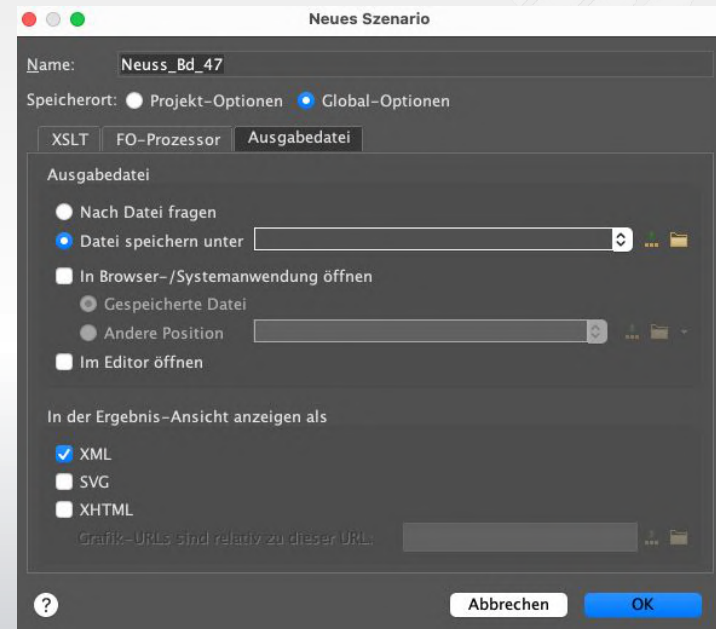 Neues Szenario
Name: Neuss_Bd_47
Speicherort: Projekt-Optionen Global-Optionen
XSLT FO-Prozessor Ausgabedatei
Ausgabedatei
Nach Datei fragen
Datei speichern unter
In Browser-/Systemanwendung öffnen
Gespeicherte Datei
Andere Position
Im Editor öffnen
In der Ergebnis-Ansicht anzeigen als
XML
SVG
XHTML
Grafik-URLs sind relativ zu dieser URL:
? Abbrechen OK